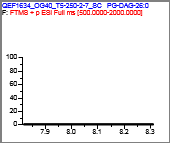 QEF1534_OG40_T5-250-2-7_SC PG-DAG-26:0
F: FTMS + p ESI Full ms [500.0000-2000.0000]
100
80
60
40
20
0
7.9 8.0 8.1 8.2 8.3